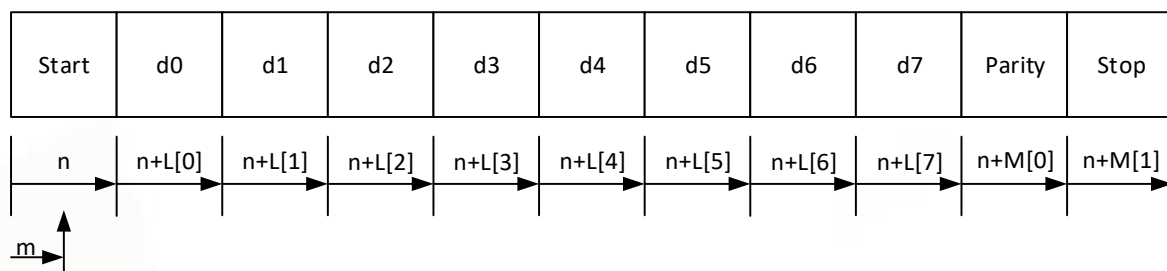 Start d0 d1 d2 d3 d4 d5 d6 d7 Parity Stop
n n+L[0] n+L[1] n+L[2] n+L[3] n+L[4] n+L[5] n+L[6] n+L[7] n+M[0] n+M[1]
m